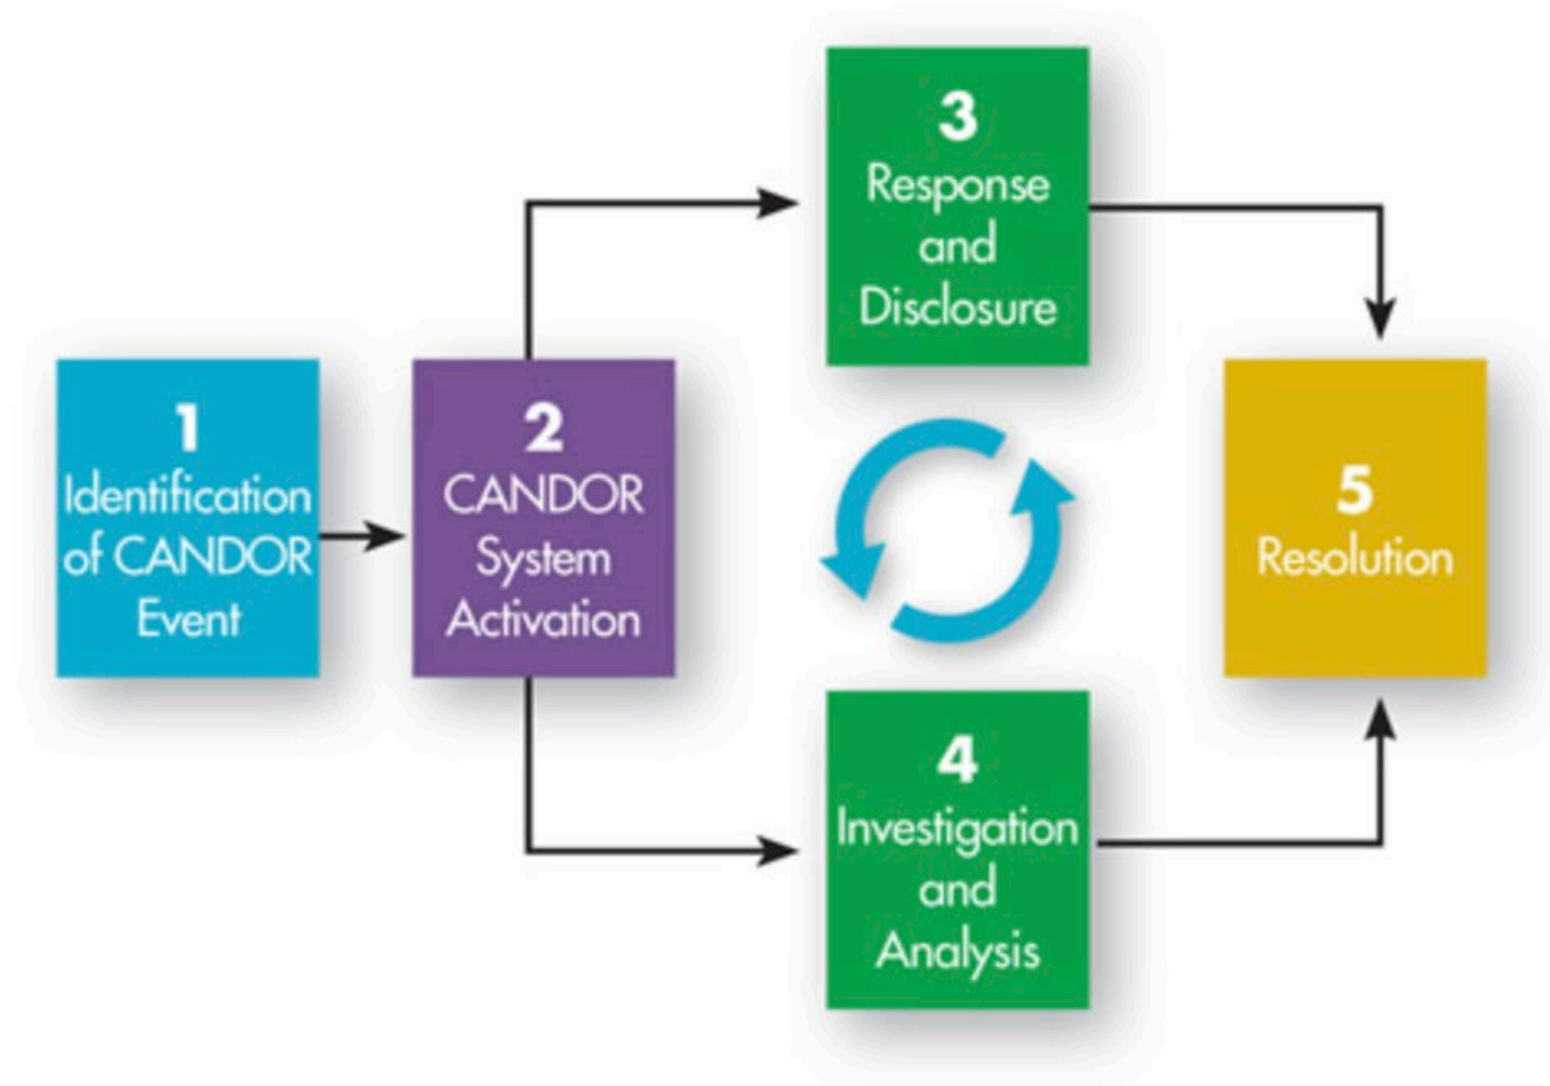 1
Identification
of CANDOR
Event
2
CANDOR
System
Activation
3
Response
and
Disclosure
4
Investigation
and
Analysis
5
Resolution